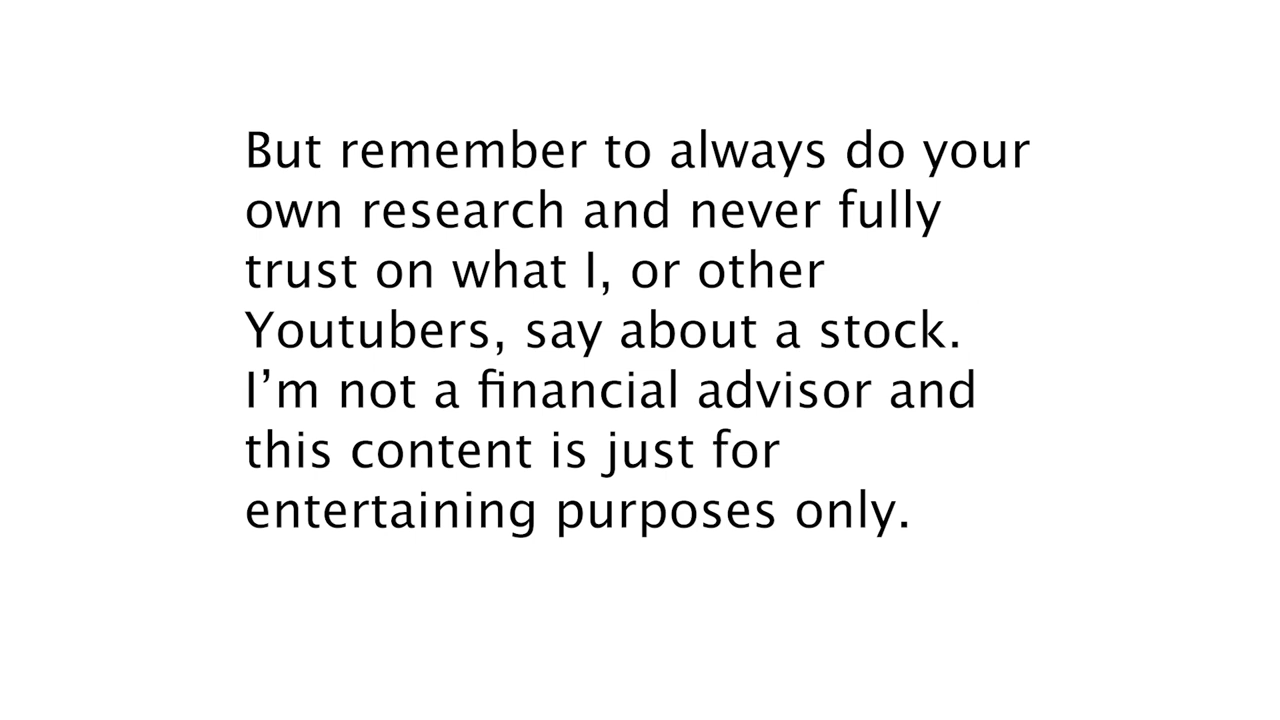 But remember to always do your
own research and never fully
trust on what I, or other
Youtubers, say about a stock.
I’m not a financial advisor and
this content is just for
entertaining purposes only.